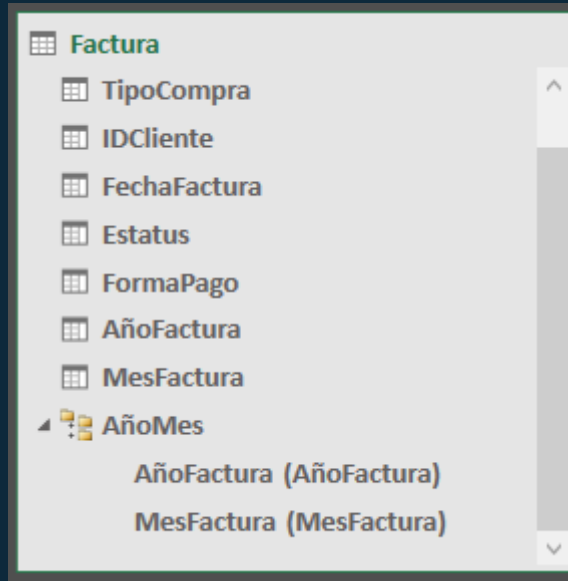 Factura
TipoCompra
IDCliente
FechaFactura
Estatus
FormaPago
AñoFactura
MesFactura
AñoMes
AñoFactura (AñoFactura)
MesFactura (MesFactura)